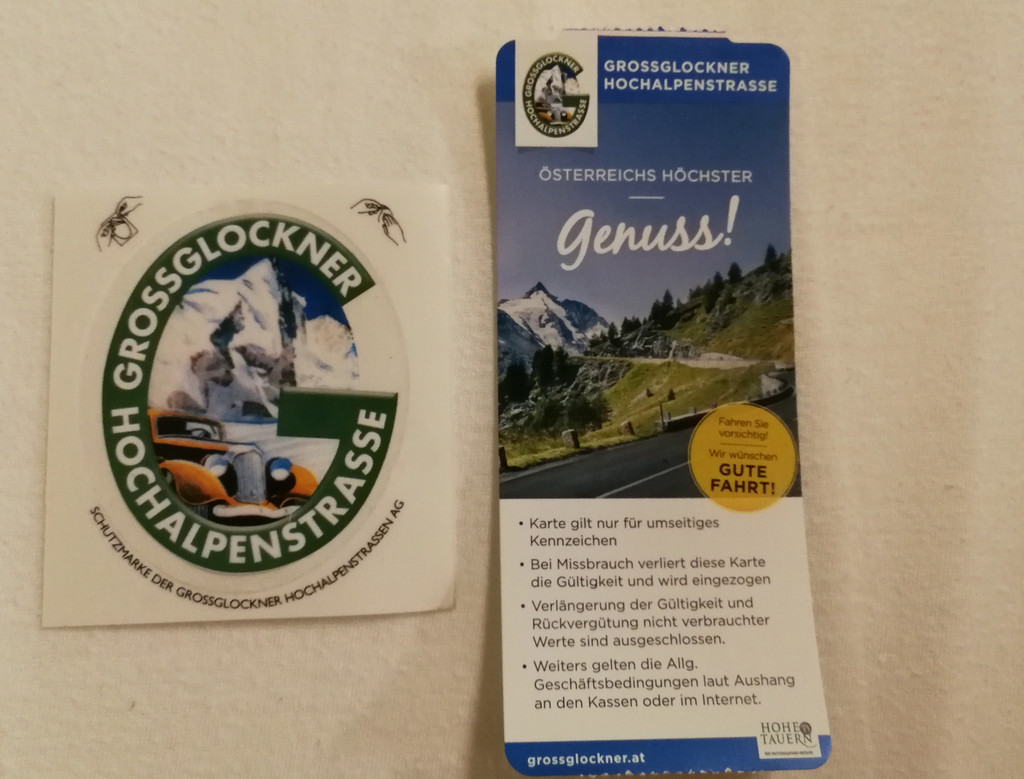 GROSSGLOCKNER
HOCHALPENSTRASSE
SCHUTZMARKE DER GROSSGLOCKNER HOCHALPENSTRASSEN AG
GROSSGLOCKNER
HOCHALPENSTRASSE
GROSSGLOCKNER
HOCHALPENSTRASSE
ÖSTERREICHS HÖCHSTER
Genuss!
Fahren Sie
vorsichtig!
Wir wünschen
GUTE
FAHRT!
• Karte gilt nur für umseitiges
Kennzeichen
• Bei Missbrauch verliert diese Karte
die Gültigkeit und wird eingezogen
• Verlängerung der Gültigkeit und
Rückvergütung nicht verbrauchter
Werte sind ausgeschlossen.
• Weiters gelten die Allg.
Geschäftsbedingungen laut Aushang
an den Kassen oder im Internet.
HOHE
TAUERN
grossglockner.at